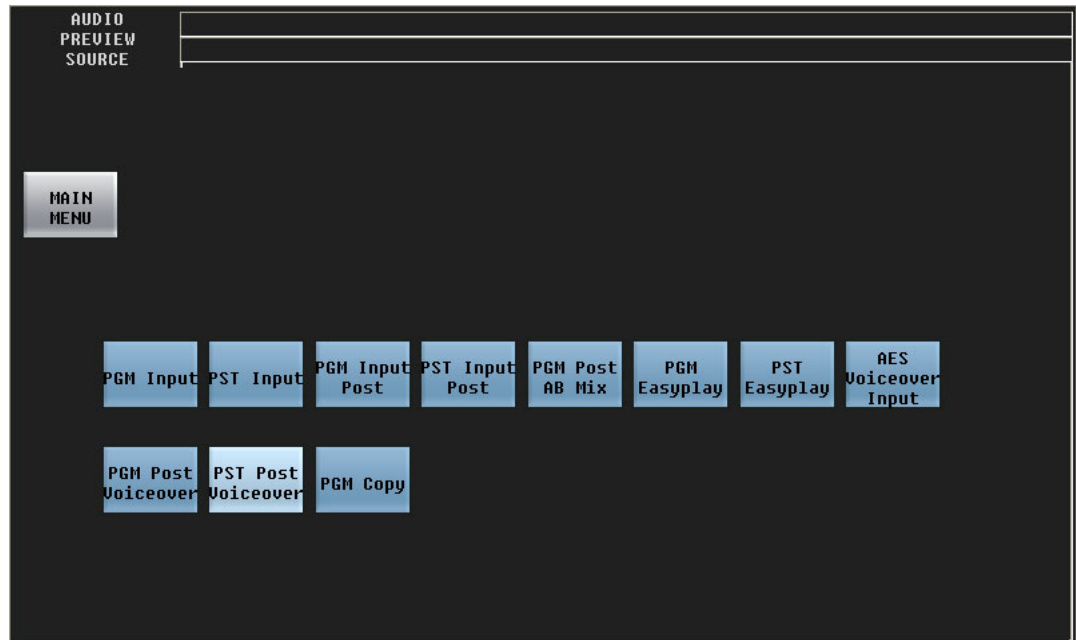 AUDIO
PREVIEW
SOURCE
MAIN
MENU
PGM Input
PST Input
PGM Input
Post
PST Input
Post
PGM Post
AB Mix
PGM
Easyplay
PST
Easyplay
AES
Voiceover
Input
PGM Post
Voiceover
PST Post
Voiceover
PGM Copy